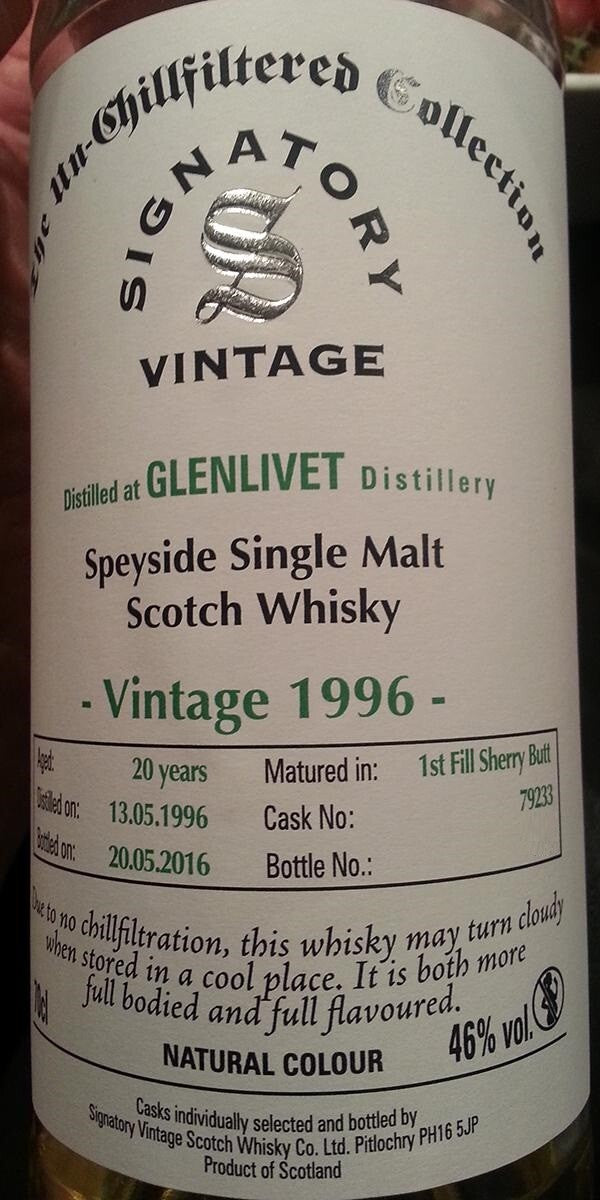 The Un-Chillfiltered Collection
SIGNATORY
S
VINTAGE
Distilled at GLENLIVET Distillery
Speyside Single Malt
Scotch Whisky
- Vintage 1996 -
Aged: 20 years Matured in: 1st Fill Sherry Butt
Distilled on: 13.05.1996 Cask No: 79233
Bottled on: 20.05.2016 Bottle No.:
Due to no chillfiltration, this whisky may turn cloudy
when stored in a cool place. It is both more
full bodied and full flavoured.
70cl NATURAL COLOUR 46% vol.
Casks individually selected and bottled by
Signatory Vintage Scotch Whisky Co. Ltd. Pitlochry PH16 5JP
Product of Scotland